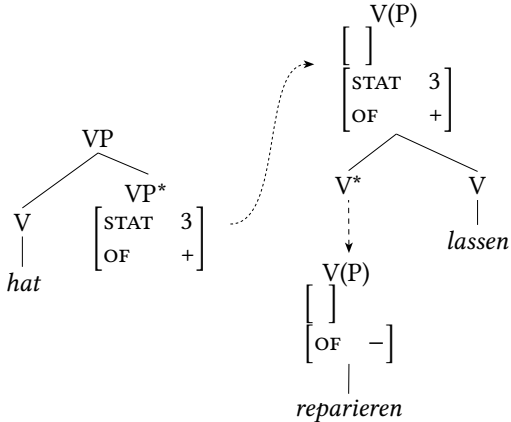 VP
V
hat
VP*
[STAT 3
OF +]
V(P)
[ ]
[STAT 3
OF +]
V*
V
lassen
V(P)
[ ]
[OF −]
reparieren